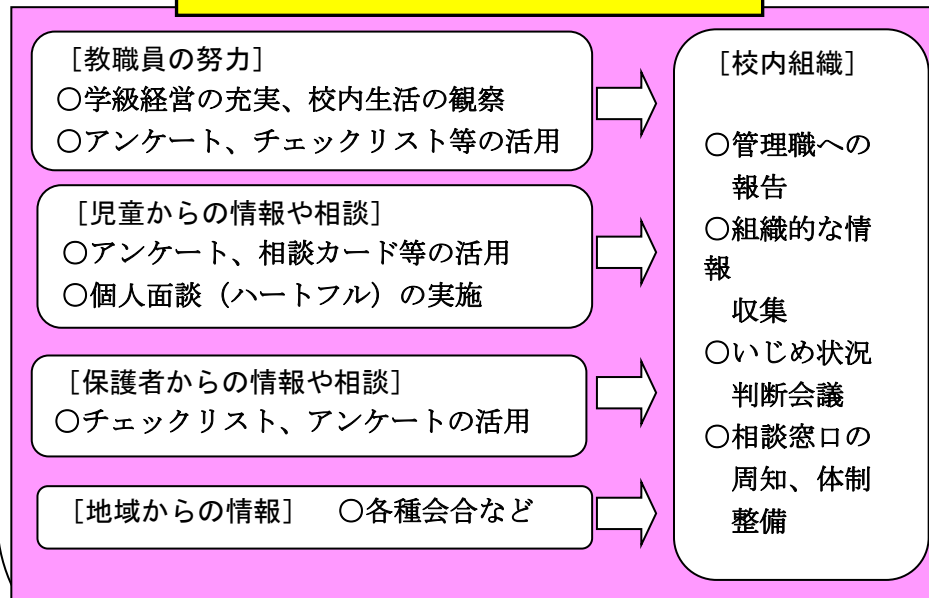 [教職員の努力]
○学級経営の充実、校内生活の観察
○アンケート、チェックリスト等の活用
[児童からの情報や相談]
○アンケート、相談カード等の活用
○個人面談（ハートフル）の実施
[保護者からの情報や相談]
○チェックリスト、アンケートの活用
[地域からの情報]　○各種会合など
[校内組織]
○管理職への
報告
○組織的な情
報
収集
○いじめ状況
判断会議
○相談窓口の
周知、体制
整備